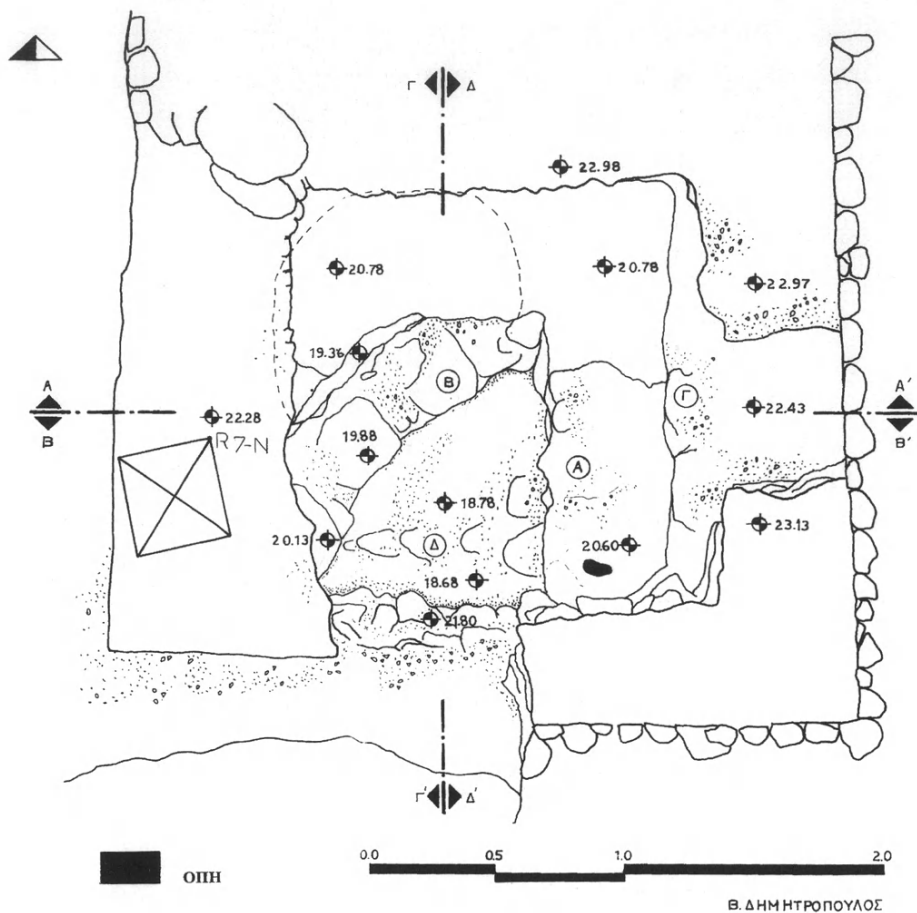 Γ Δ
22.98
20.78
20.78
22.97
19.36
Β
Γ
Α
Β
22.28
R7-N
22.43
Α'
Β'
19.88
Α
18.78
20.13
Δ
20.60
23.13
18.68
21.80
Γ' Δ'
ΟΠΗ
0.0 0.5 1.0 2.0
Β. ΔΗΜΗΤΡΟΠΟΥΛΟΣ